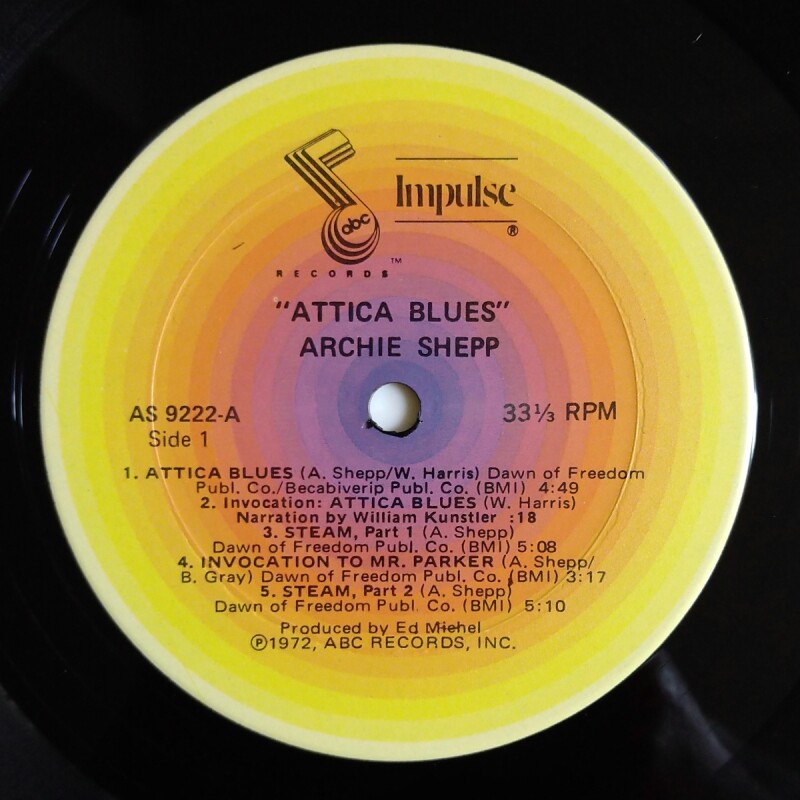 abc
Impulse
®
RECORDS ™
"ATTICA BLUES"
ARCHIE SHEPP
AS 9222-A
33⅓ RPM
Side 1
1. ATTICA BLUES (A. Shepp/W. Harris) Dawn of Freedom
Publ. Co./Becabiverip Publ. Co. (BMI) 4:49
2. Invocation: ATTICA BLUES (W. Harris)
Narration by William Kunstler :18
3. STEAM, Part 1 (A. Shepp)
Dawn of Freedom Publ. Co. (BMI) 5:08
4. INVOCATION TO MR. PARKER (A. Shepp/
B. Gray) Dawn of Freedom Publ. Co. (BMI) 3:17
5. STEAM, Part 2 (A. Shepp)
Dawn of Freedom Publ. Co. (BMI) 5:10
Produced by Ed Michel
Ⓟ1972, ABC RECORDS, INC.